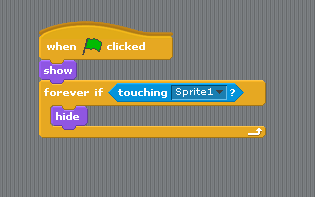 when clicked
show
forever if touching Sprite1 ?
hide